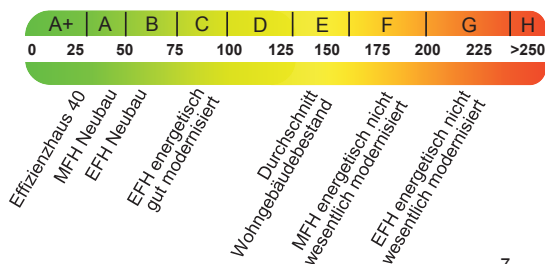 A+ A B C D E F G H
0 25 50 75 100 125 150 175 200 225 >250
Effizienzhaus 40
MFH Neubau
EFH Neubau
EFH energetisch
gut modernisiert
Durchschnitt
Wohngebäudebestand
MFH energetisch nicht
wesentlich modernisiert
EFH energetisch nicht
wesentlich modernisiert